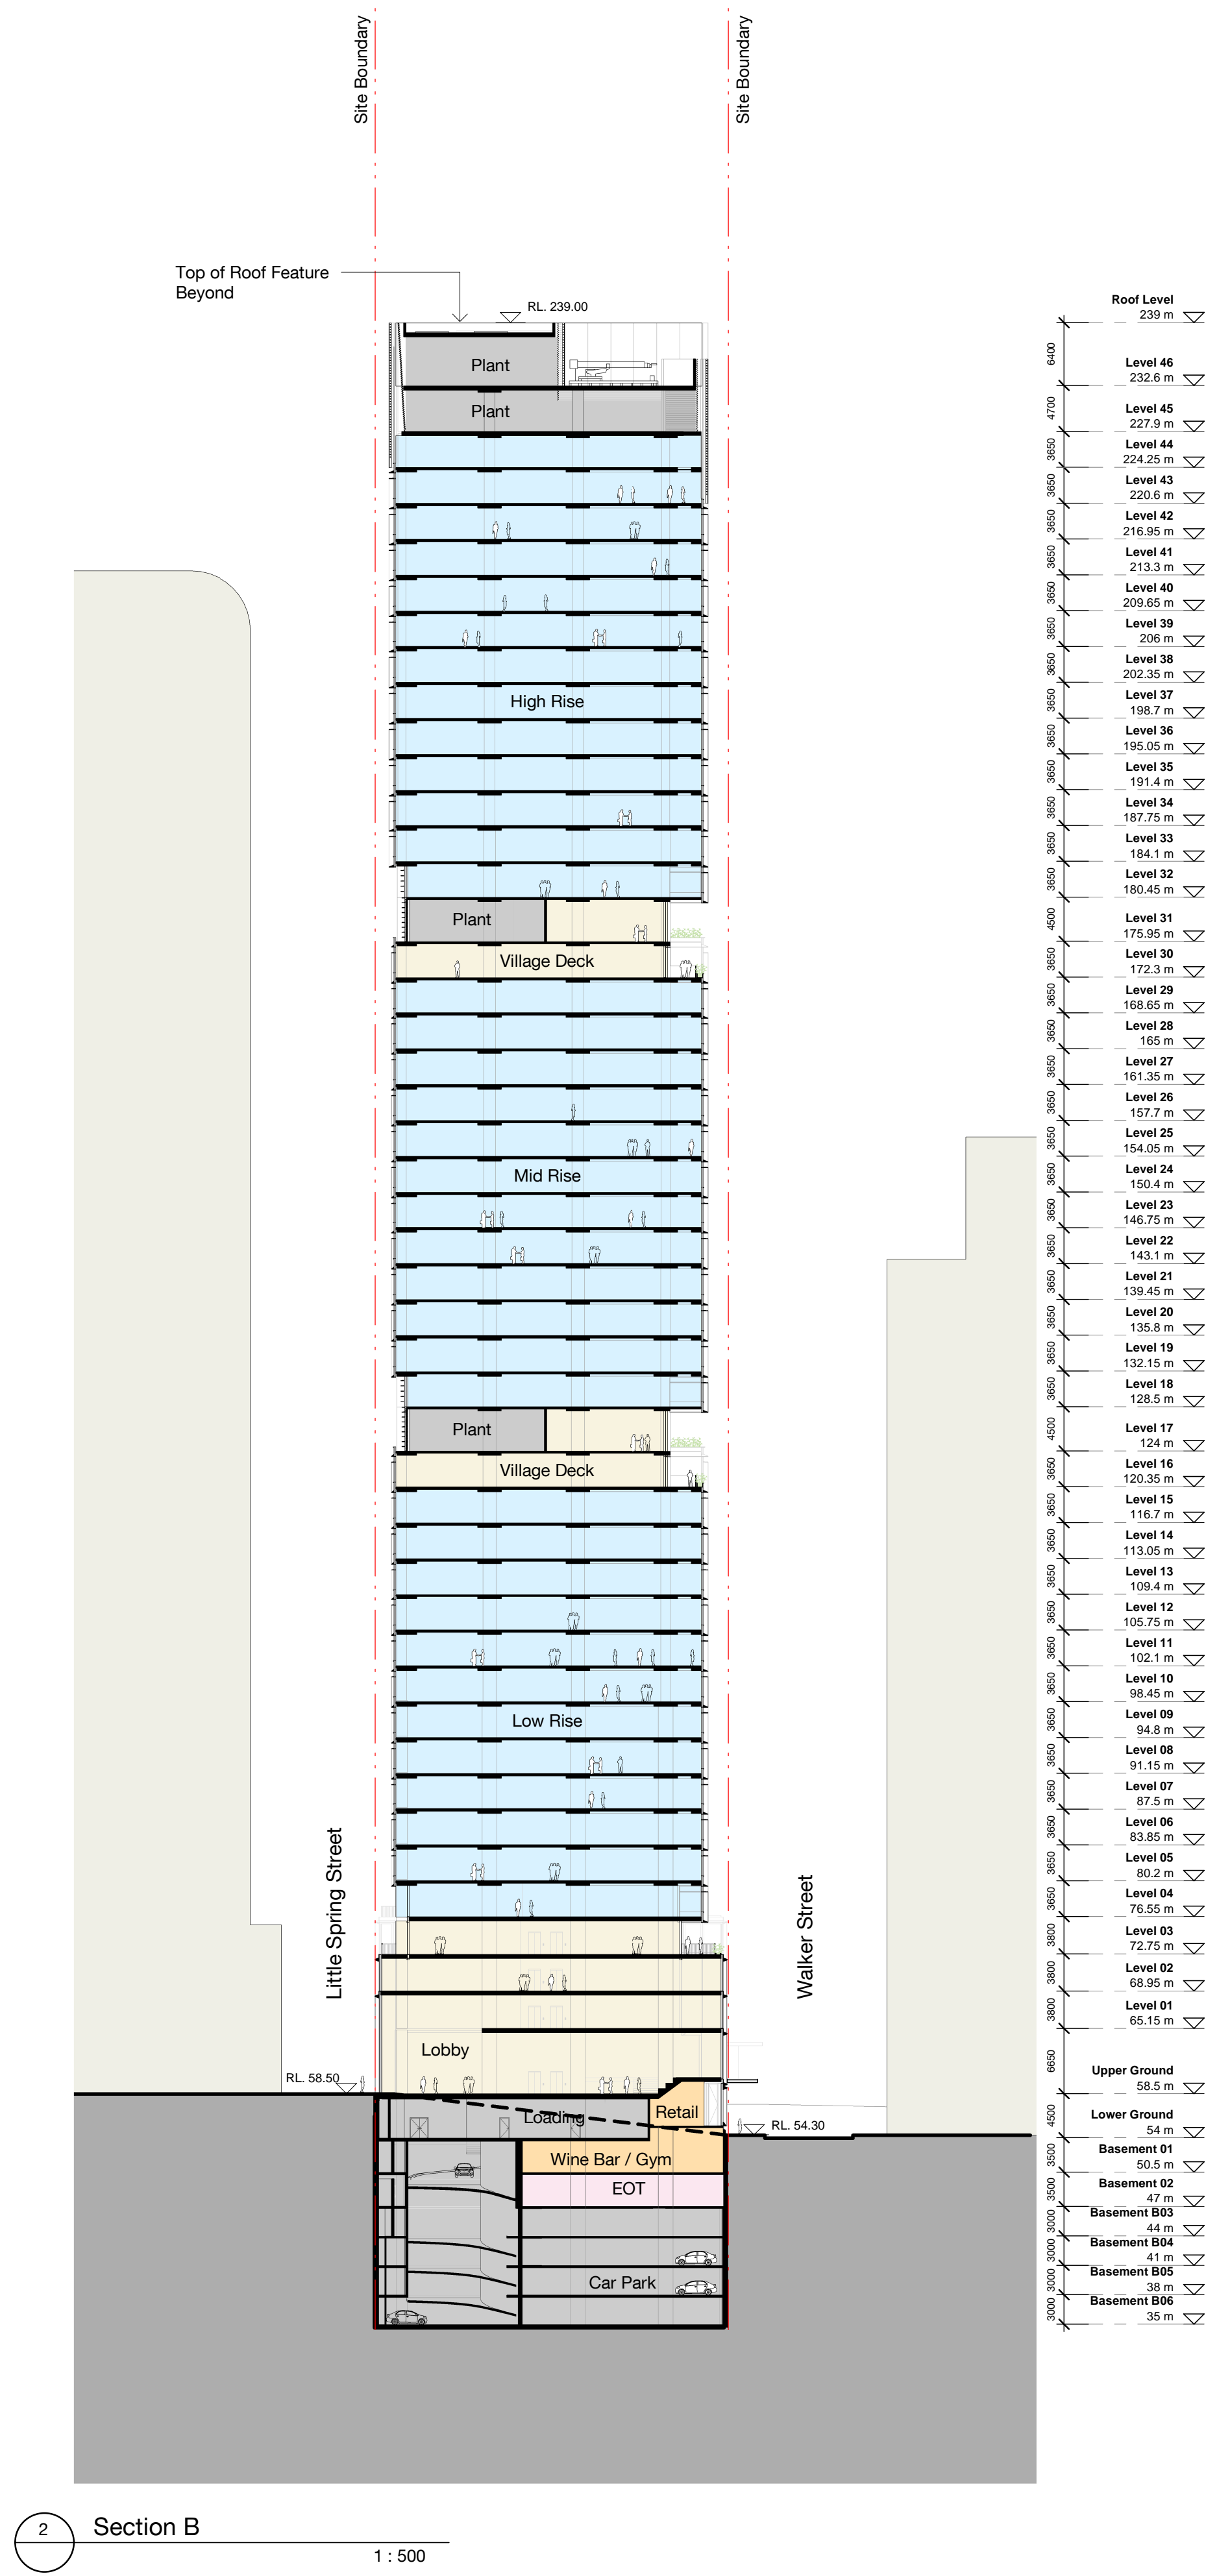 Site Boundary
Site Boundary
Top of Roof Feature
Beyond
RL. 239.00
Plant
Plant
High Rise
Plant
Village Deck
Mid Rise
Plant
Village Deck
Low Rise
Little Spring Street
Walker Street
Lobby
RL. 58.50
Loading
Retail
RL. 54.30
Wine Bar / Gym
EOT
Car Park
Roof Level
239 m
6400
Level 46
232.6 m
4700
Level 45
227.9 m
3650
Level 44
224.25 m
3650
Level 43
220.6 m
3650
Level 42
216.95 m
3650
Level 41
213.3 m
3650
Level 40
209.65 m
3650
Level 39
206 m
3650
Level 38
202.35 m
3650
Level 37
198.7 m
3650
Level 36
195.05 m
3650
Level 35
191.4 m
3650
Level 34
187.75 m
3650
Level 33
184.1 m
3650
Level 32
180.45 m
4500
Level 31
175.95 m
3650
Level 30
172.3 m
3650
Level 29
168.65 m
3650
Level 28
165 m
3650
Level 27
161.35 m
3650
Level 26
157.7 m
3650
Level 25
154.05 m
3650
Level 24
150.4 m
3650
Level 23
146.75 m
3650
Level 22
143.1 m
3650
Level 21
139.45 m
3650
Level 20
135.8 m
3650
Level 19
132.15 m
3650
Level 18
128.5 m
4500
Level 17
124 m
3650
Level 16
120.35 m
3650
Level 15
116.7 m
3650
Level 14
113.05 m
3650
Level 13
109.4 m
3650
Level 12
105.75 m
3650
Level 11
102.1 m
3650
Level 10
98.45 m
3650
Level 09
94.8 m
3650
Level 08
91.15 m
3650
Level 07
87.5 m
3650
Level 06
83.85 m
3650
Level 05
80.2 m
3650
Level 04
76.55 m
3800
Level 03
72.75 m
3800
Level 02
68.95 m
3800
Level 01
65.15 m
6650
Upper Ground
58.5 m
4500
Lower Ground
54 m
3500
Basement 01
50.5 m
3500
Basement 02
47 m
3000
Basement B03
44 m
3000
Basement B04
41 m
3000
Basement B05
38 m
3000
Basement B06
35 m
2
Section B
1 : 500